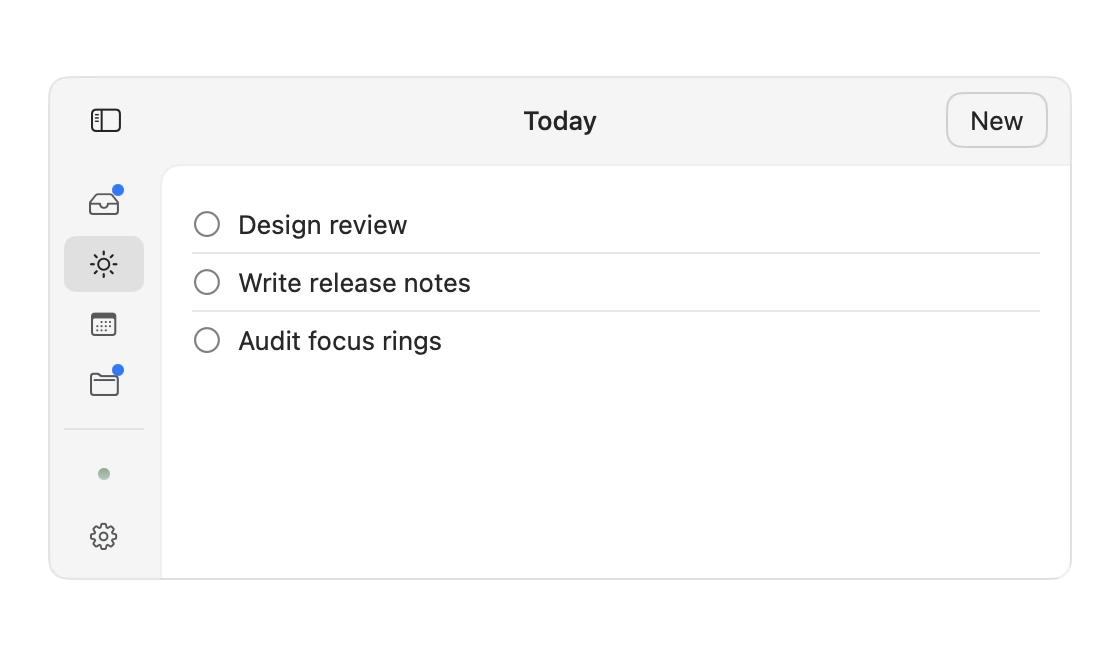 Today
New
Design review
Write release notes
Audit focus rings